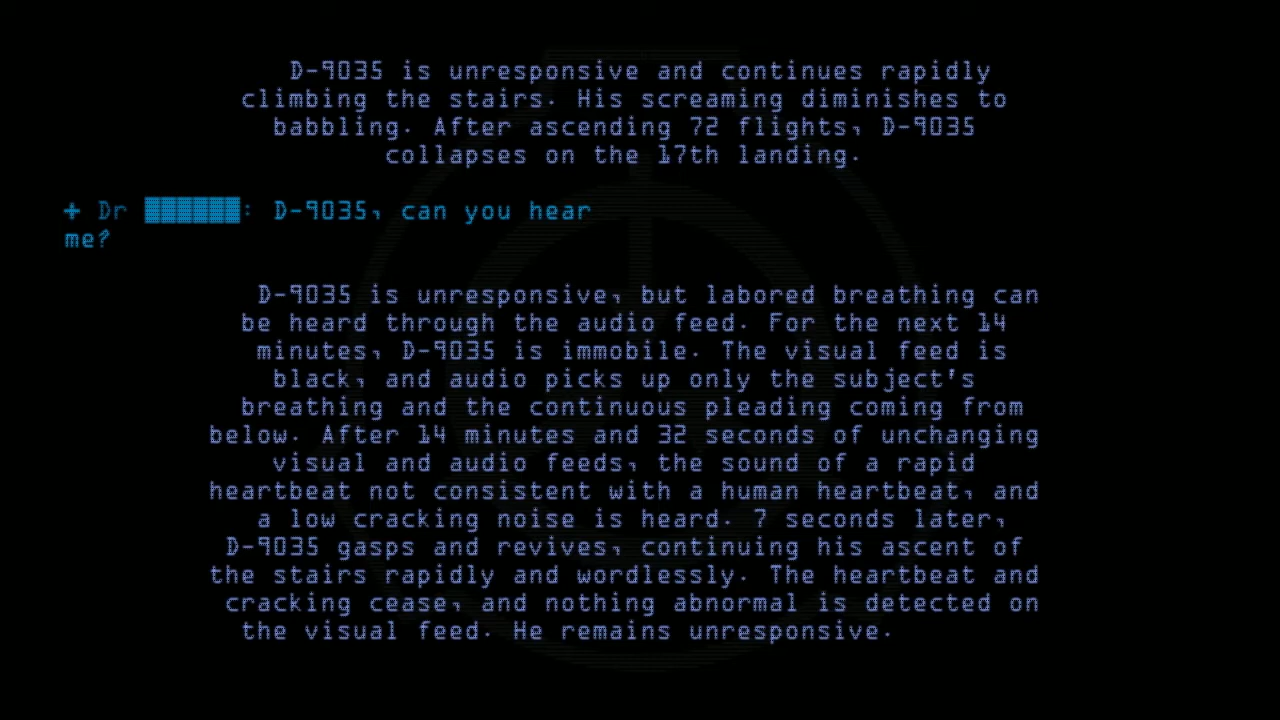 D-9035 is unresponsive and continues rapidly
climbing the stairs. His screaming diminishes to
babbling. After ascending 72 flights, D-9035
collapses on the 17th landing.
+ Dr ██████: D-9035, can you hear
me?
D-9035 is unresponsive, but labored breathing can
be heard through the audio feed. For the next 14
minutes, D-9035 is immobile. The visual feed is
black, and audio picks up only the subject's
breathing and the continuous pleading coming from
below. After 14 minutes and 32 seconds of unchanging
visual and audio feeds, the sound of a rapid
heartbeat not consistent with a human heartbeat, and
a low cracking noise is heard. 7 seconds later,
D-9035 gasps and revives, continuing his ascent of
the stairs rapidly and wordlessly. The heartbeat and
cracking cease, and nothing abnormal is detected on
the visual feed. He remains unresponsive.